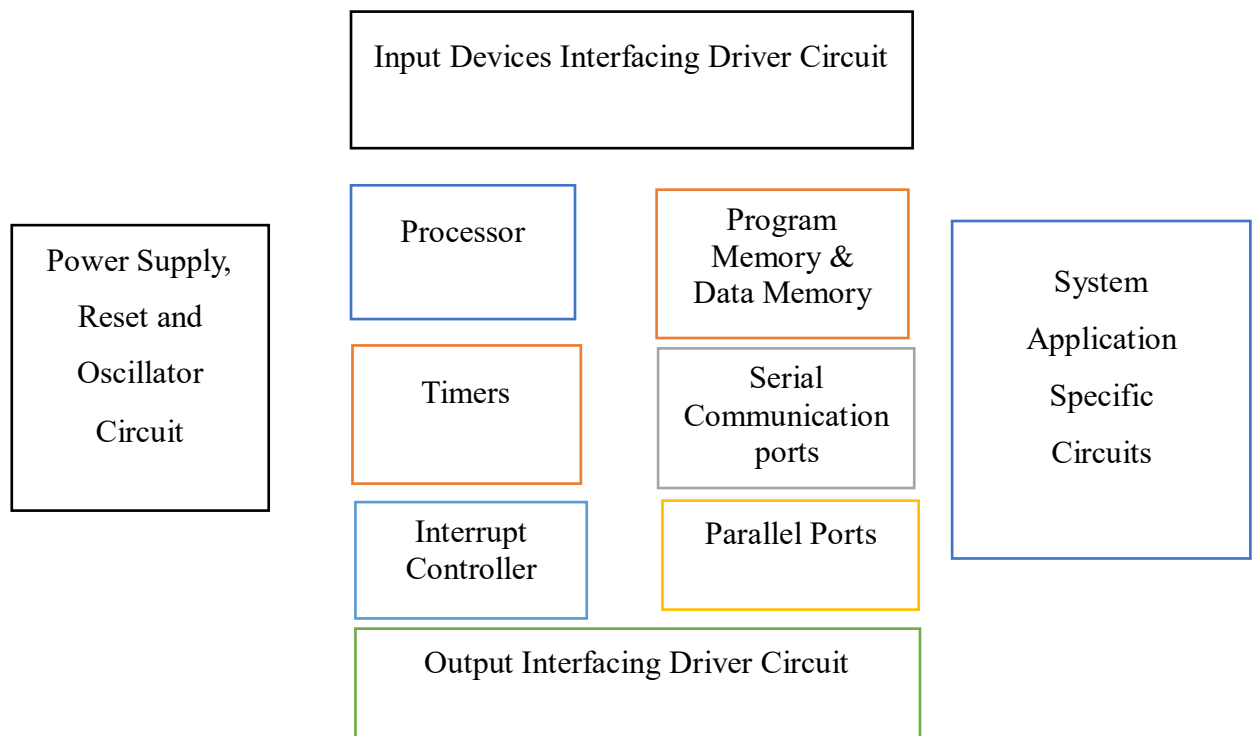 Input Devices Interfacing Driver Circuit
Processor
Program
Memory &
Data Memory
Power Supply,
Reset and
Oscillator
Circuit
System
Application
Specific
Circuits
Timers
Serial
Communication
ports
Interrupt
Controller
Parallel Ports
Output Interfacing Driver Circuit